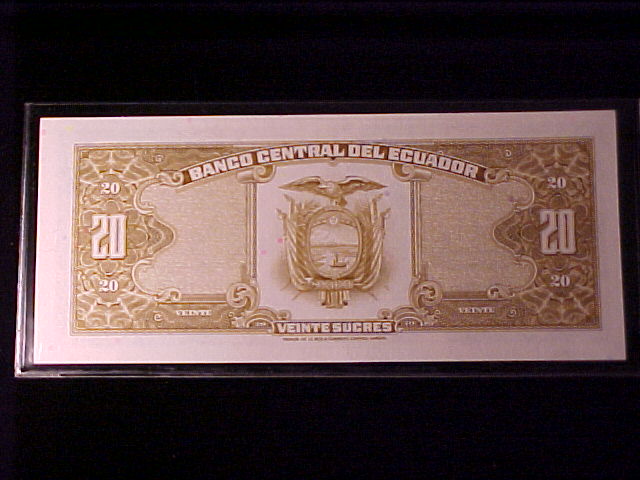 BANCO CENTRAL DEL ECUADOR
20 20
20 20
20 20
VEINTE VEINTE
VEINTE SUCRES